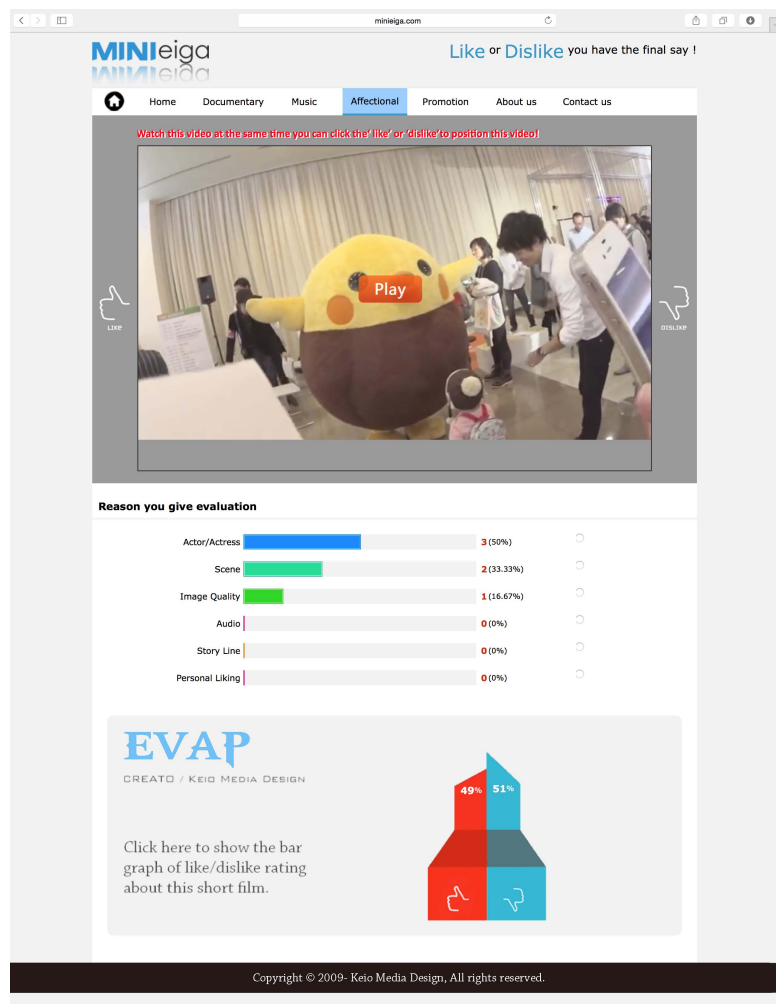 minieiga.com
MINIeiga
Like or Dislike you have the final say !
Home Documentary Music Affectional Promotion About us Contact us
Watch this video at the same time you can click the' like' or 'dislike'to position this video!
Play
LIKE
DISLIKE
Reason you give evaluation
Actor/Actress 3 (50%)
Scene 2 (33.33%)
Image Quality 1 (16.67%)
Audio 0 (0%)
Story Line 0 (0%)
Personal Liking 0 (0%)
EVAP
CREATO / KEIO MEDIA DESIGN
49% 51%
Click here to show the bar
graph of like/dislike rating
about this short film.
Copyright © 2009- Keio Media Design, All rights reserved.